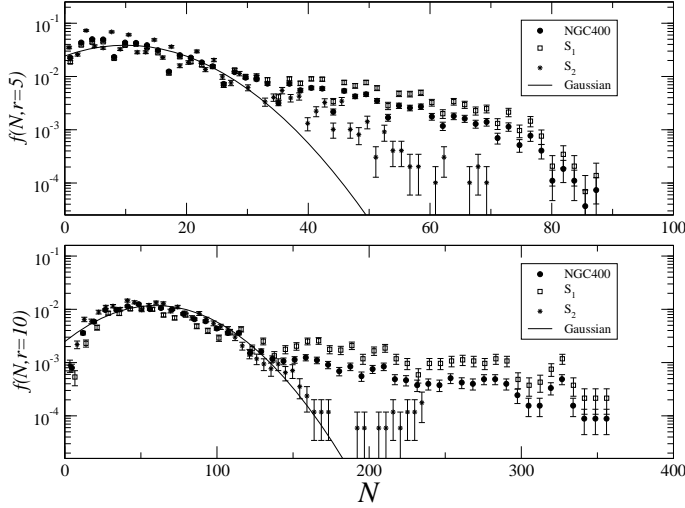 10⁻¹
10⁻²
10⁻³
10⁻⁴
f(N,r=5)
NGC400
S₁
S₂
Gaussian
0 20 40 60 80 100
10⁻¹
10⁻²
10⁻³
10⁻⁴
f(N,r=10)
NGC400
S₁
S₂
Gaussian
0 100 200 300 400
N